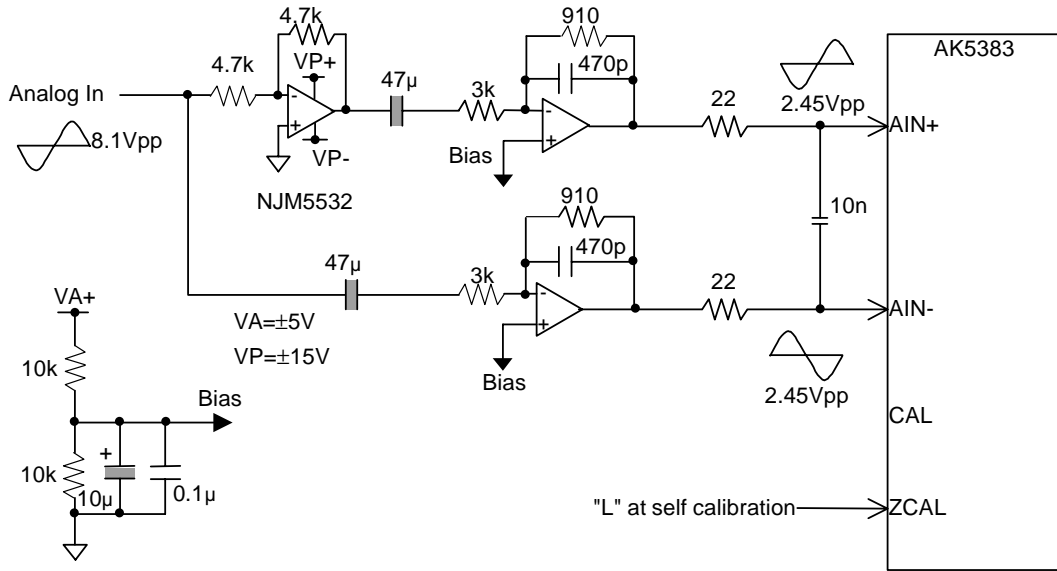 4.7k
910
AK5383
4.7k
VP+
47µ
470p
Analog In
3k
22
2.45Vpp
8.1Vpp
AIN+
Bias
VP-
NJM5532
910
10n
47µ
470p
3k
22
VA+
AIN-
VA=±5V
VP=±15V
10k
Bias
Bias
2.45Vpp
CAL
+
10k
10µ
0.1µ
"L" at self calibration
ZCAL